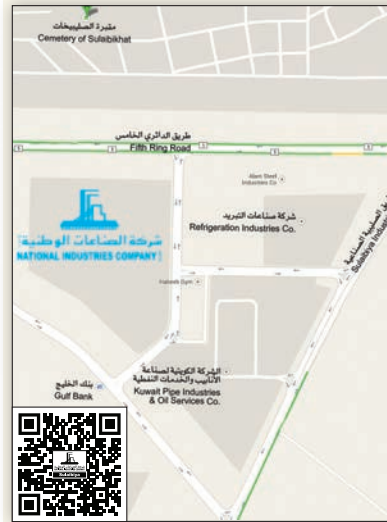 مقبرة الصليبيخات
Cemetery of Sulaibikhat
طريق الدائري الخامس
Fifth Ring Road
Alam Steel
Industries Co
شركة صناعات التبريد
Refrigeration Industries Co.
شركة الصناعات الوطنية
NATIONAL INDUSTRIES COMPANY
الشركة الكويتية لصناعة
الأنابيب والخدمات النفطية
Kuwait Pipe Industries
& Oil Services Co.
بنك الخليج
Gulf Bank
Sulaibiya